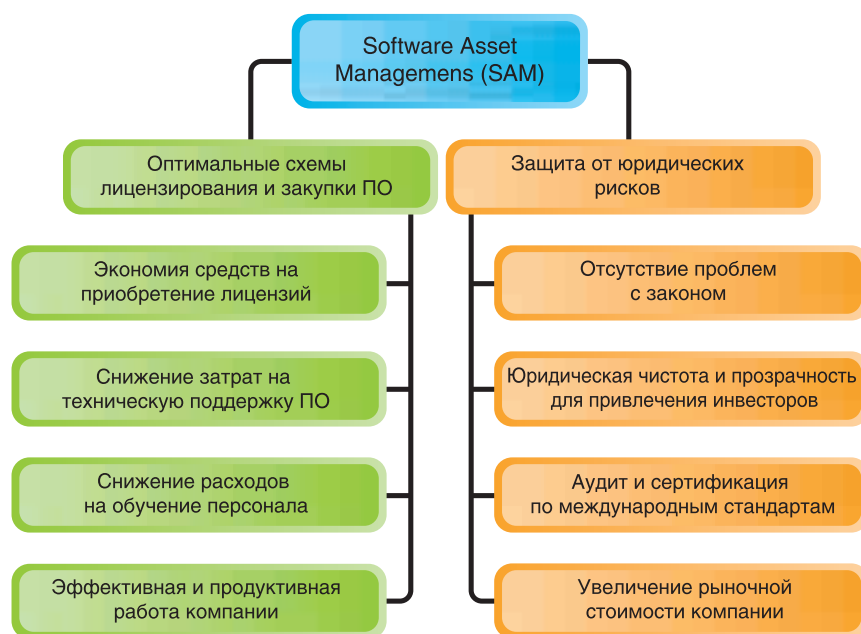 Software Asset
Managemens (SAM)
Оптимальные схемы
лицензирования и закупки ПО
Экономия средств на
приобретение лицензий
Снижение затрат на
техническую поддержку ПО
Снижение расходов
на обучение персонала
Эффективная и продуктивная
работа компании
Защита от юридических
рисков
Отсутствие проблем
с законом
Юридическая чистота и прозрачность
для привлечения инвесторов
Аудит и сертификация
по международным стандартам
Увеличение рыночной
стоимости компании